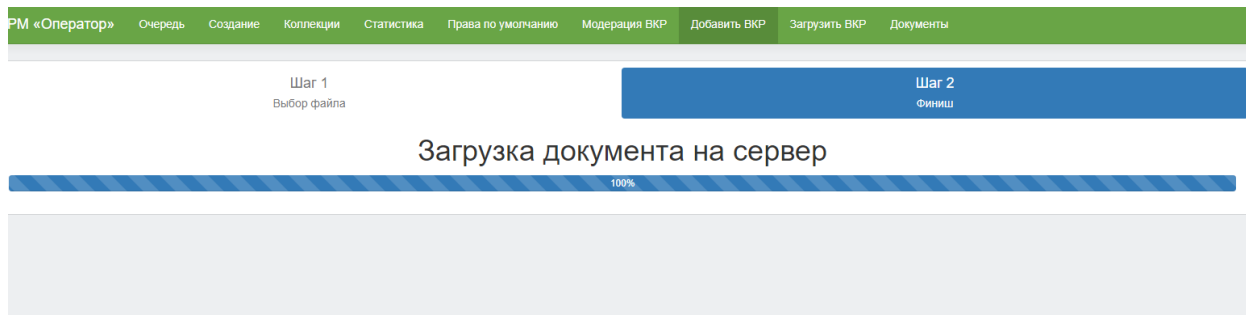 РМ «Оператор» Очередь Создание Коллекции Статистика Права по умолчанию Модерация ВКР Добавить ВКР Загрузить ВКР Документы
Шаг 1
Выбор файла
Шаг 2
Финиш
Загрузка документа на сервер
100%